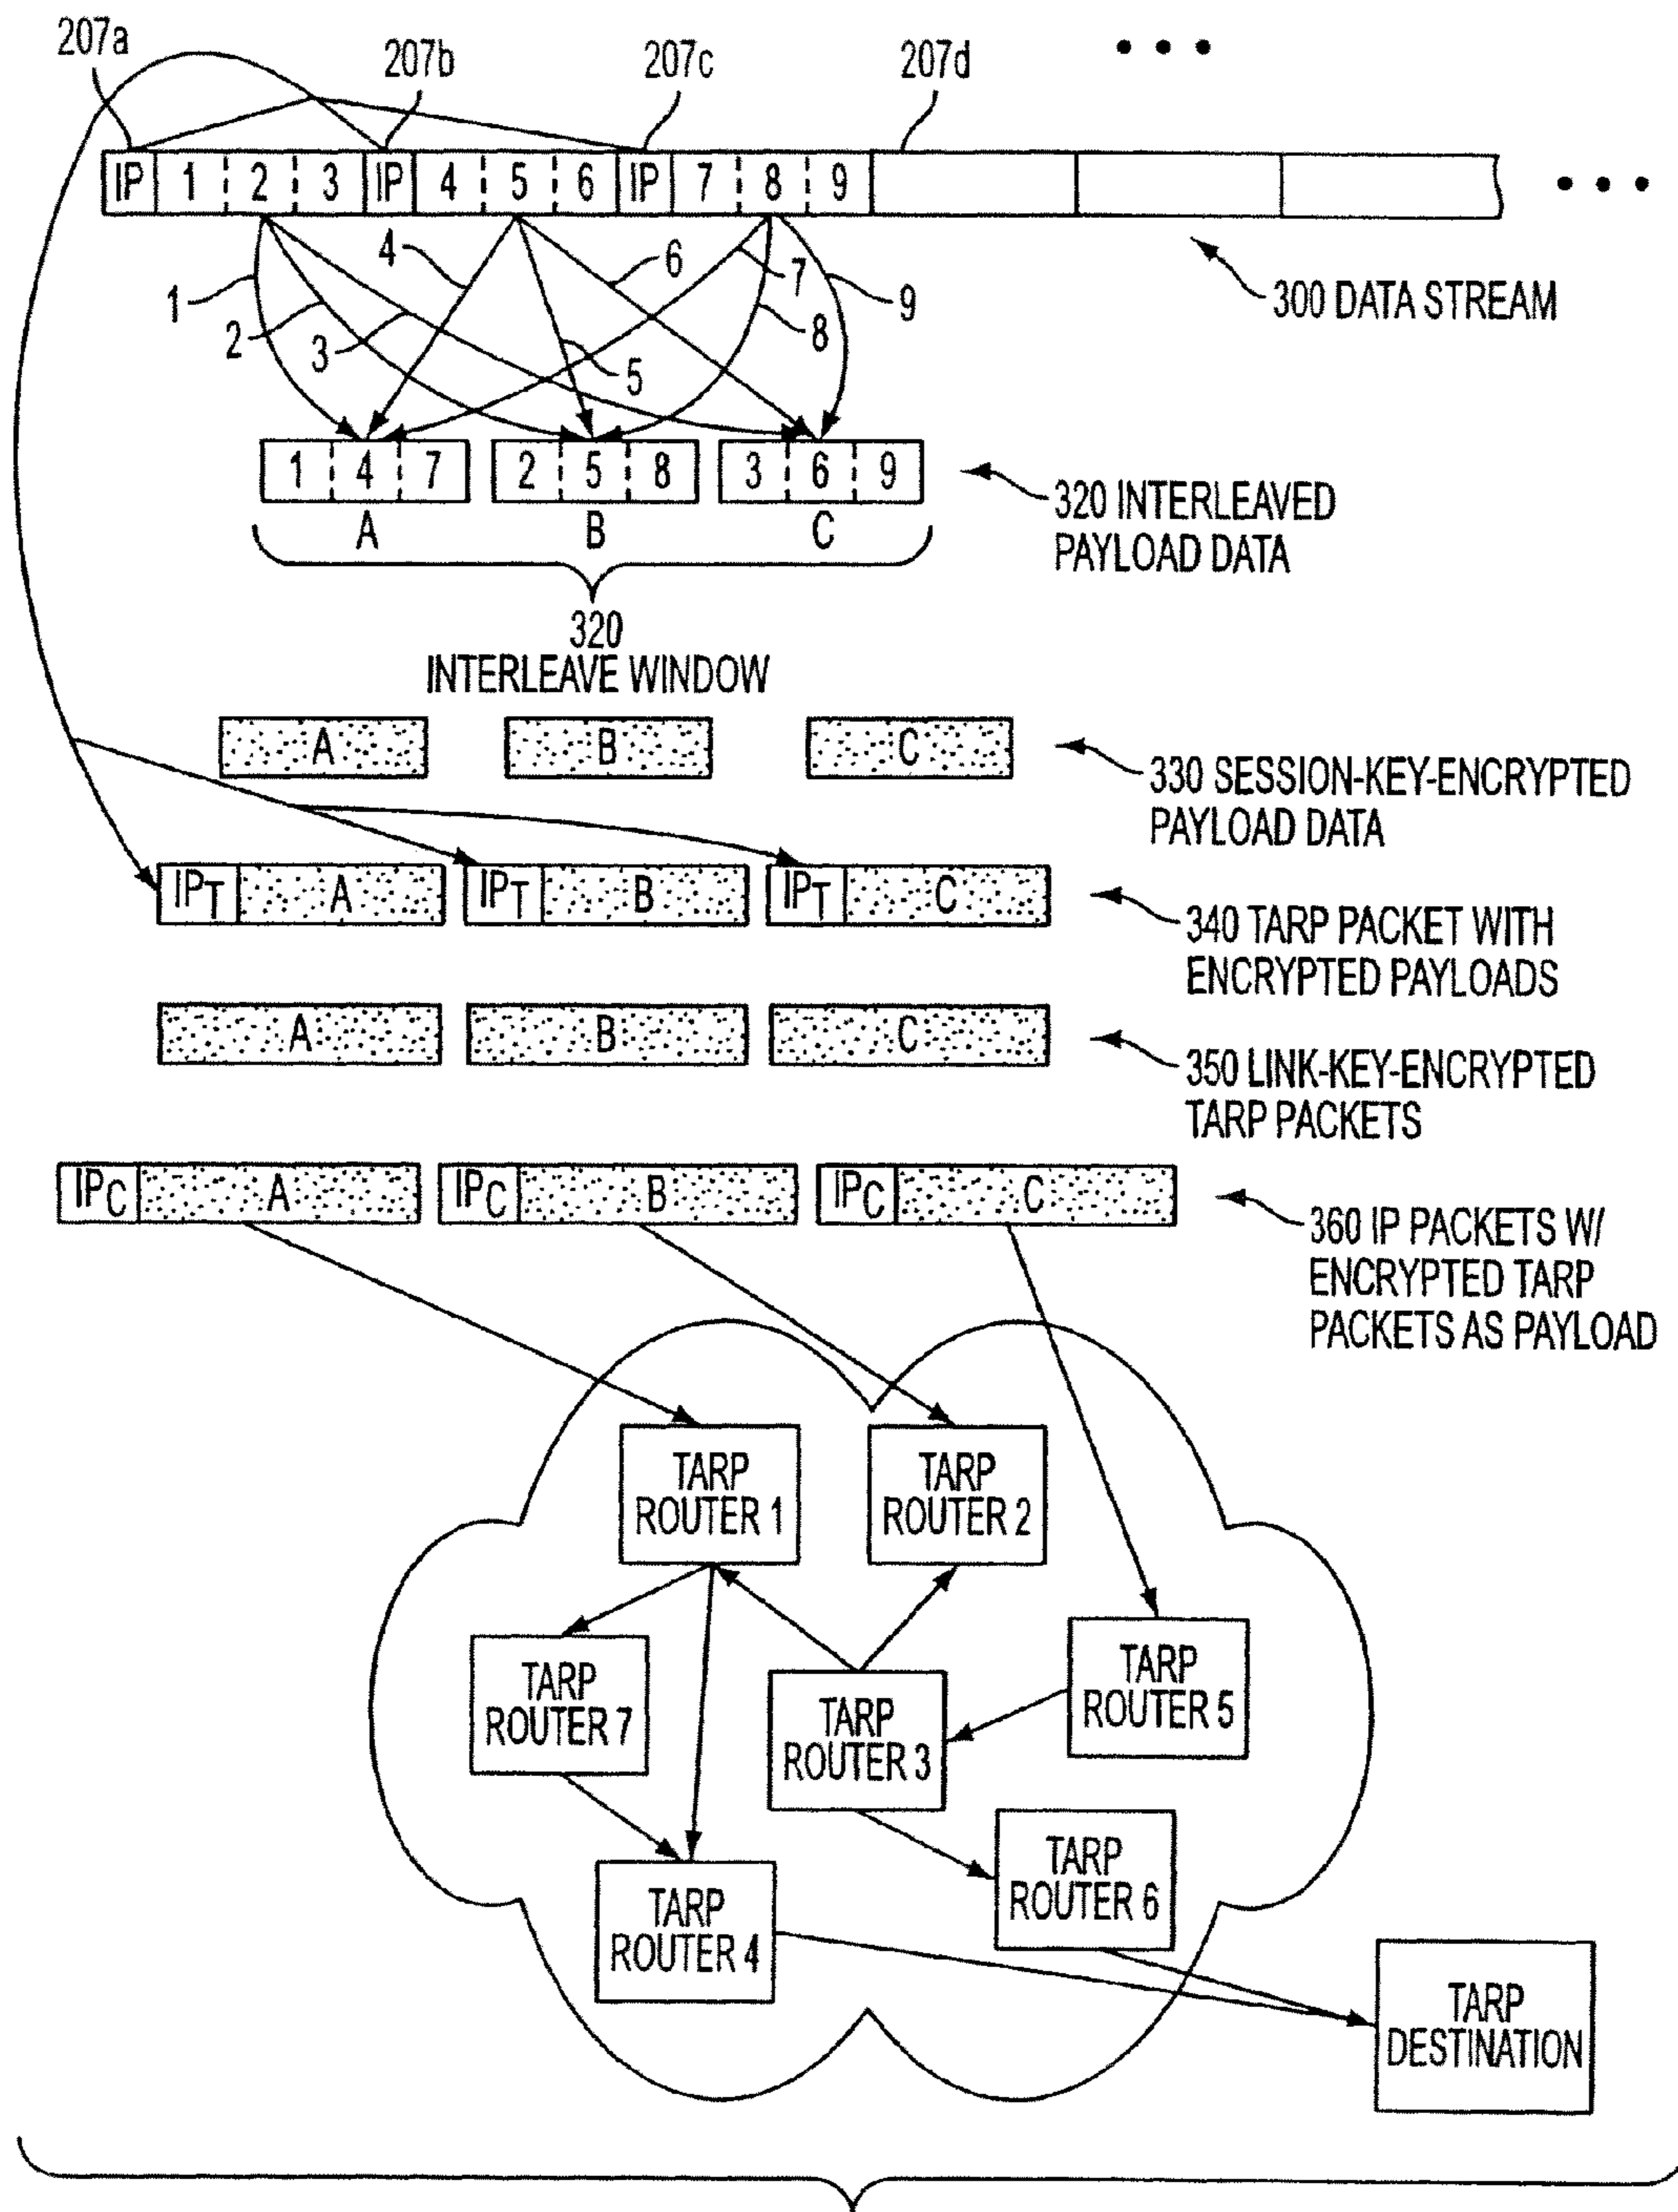 207a 207b 207c 207d
IP 1 2 3 IP 4 5 6 IP 7 8 9
1 2 3 4 5 6 7 8 9
300 DATA STREAM
1 4 7 2 5 8 3 6 9
A B C
320 INTERLEAVED
PAYLOAD DATA
320
INTERLEAVE WINDOW
A B C
330 SESSION-KEY-ENCRYPTED
PAYLOAD DATA
IPT A IPT B IPT C
340 TARP PACKET WITH
ENCRYPTED PAYLOADS
A B C
350 LINK-KEY-ENCRYPTED
TARP PACKETS
IPC A IPC B IPC C
360 IP PACKETS W/
ENCRYPTED TARP
PACKETS AS PAYLOAD
TARP
ROUTER 1
TARP
ROUTER 2
TARP
ROUTER 5
TARP
ROUTER 7
TARP
ROUTER 3
TARP
ROUTER 6
TARP
ROUTER 4
TARP
DESTINATION